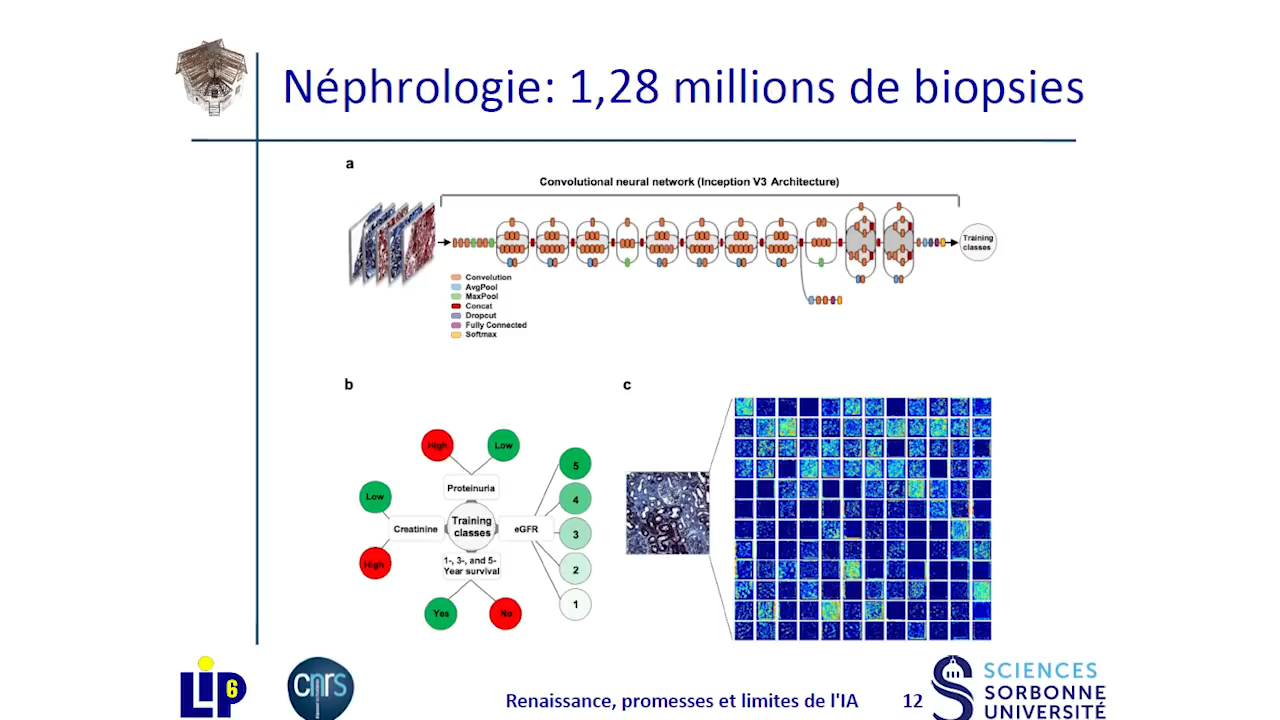 Néphrologie: 1,28 millions de biopsies
a
Convolutional neural network (Inception V3 Architecture)
Training
classes
Convolution
AvgPool
MaxPool
Concat
Dropout
Fully Connected
Softmax
b
c
High
Low
Proteinuria
Low
Creatinine
High
Training
classes
eGFR
5
4
3
2
1
1-, 3-, and 5-
Year survival
Yes
No
LIP6
cnrs
Renaissance, promesses et limites de l'IA
12
SCIENCES
SORBONNE
UNIVERSITÉ